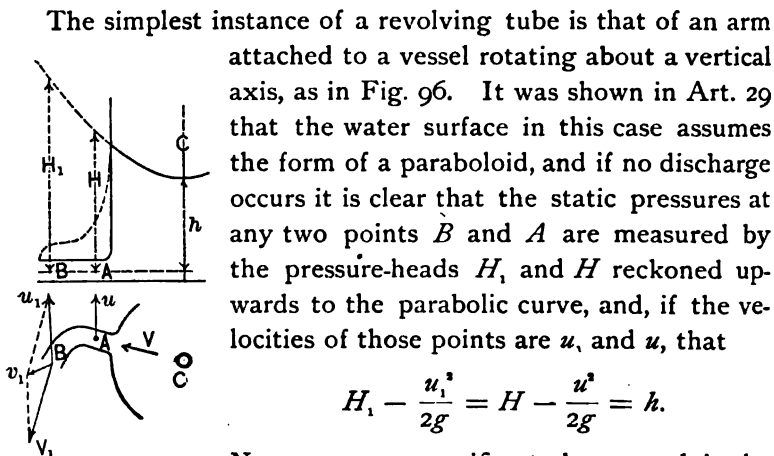 The simplest instance of a revolving tube is that of an arm
attached to a vessel rotating about a vertical
axis, as in Fig. 96. It was shown in Art. 29
that the water surface in this case assumes
the form of a paraboloid, and if no discharge
occurs it is clear that the static pressures at
any two points B and A are measured by
the pressure-heads H₁ and H reckoned up-
wards to the parabolic curve, and, if the ve-
locities of those points are u, and u, that
H₁ − u₁²/2g = H − u²/2g = h.
C
H₁
H
h
B A
u₁ u
B A V
v₁ C
V₁